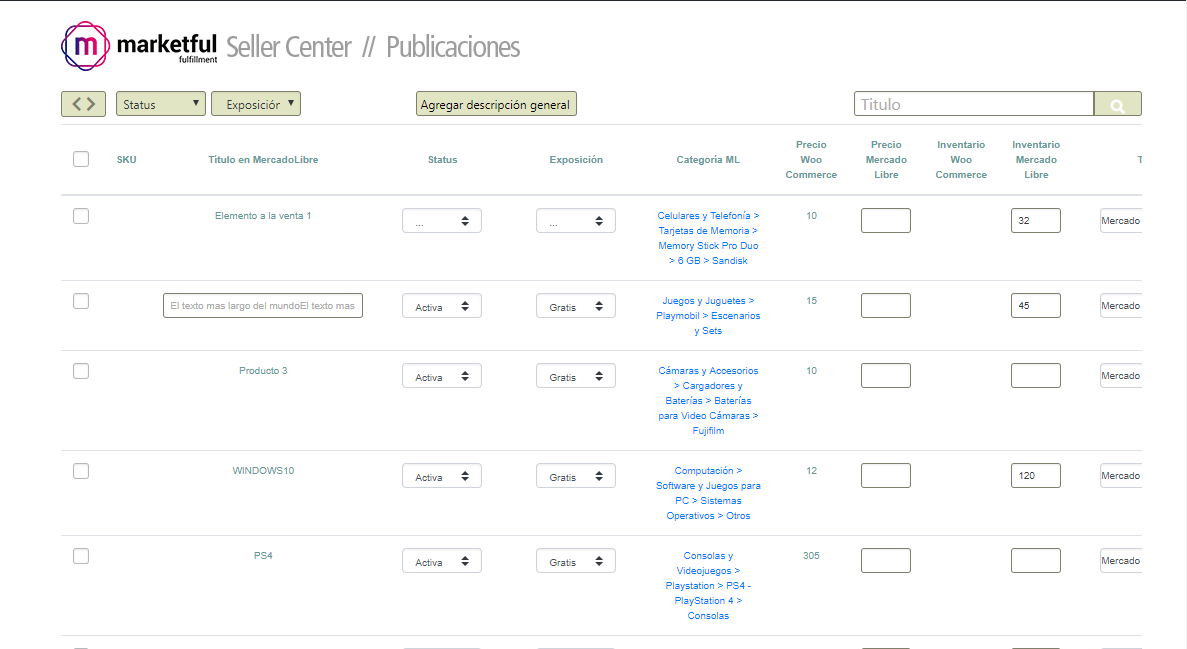 m marketful Seller Center // Publicaciones
fulfillment
Status Exposición Agregar descripción general Titulo
SKU Titulo en MercadoLibre Status Exposición Categoría ML Precio Woo Commerce Precio Mercado Libre Inventario Woo Commerce Inventario Mercado Libre T
Elemento a la venta 1 ... ... Celulares y Telefonía > 10 32 Mercado
Tarjetas de Memoria >
Memory Stick Pro Duo
> 6 GB > Sandisk
El texto mas largo del mundoEl texto mas Activa Gratis Juegos y Juguetes > 15 45 Mercado
Playmobil > Escenarios
y Sets
Producto 3 Activa Gratis Cámaras y Accesorios 10 Mercado
> Cargadores y
Baterías > Baterías
para Video Cámaras >
Fujifilm
WINDOWS10 Activa Gratis Computación > 12 120 Mercado
Software y Juegos para
PC > Sistemas
Operativos > Otros
PS4 Activa Gratis Consolas y 305 Mercado
Videojuegos >
Playstation > PS4 -
PlayStation 4 >
Consolas